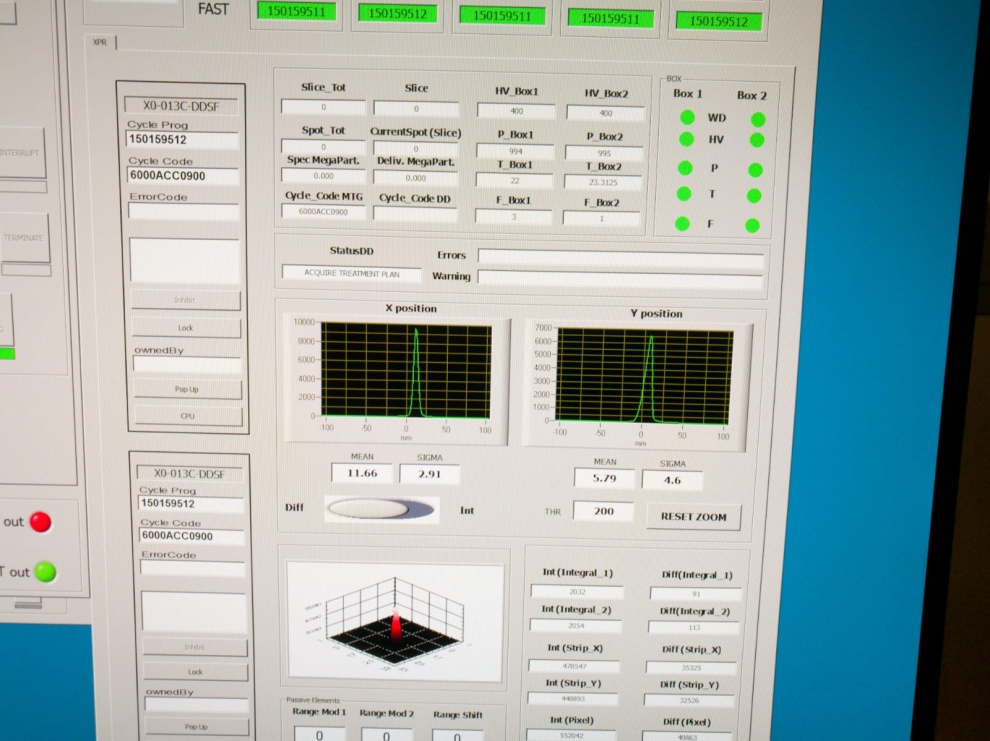 FAST
150159511
150159512
150159511
150159511
150159512
XPR
INTERRUPT
TERMINATE
out
T out
X0-013C-DDSF
Cycle Prog
150159512
Cycle Code
6000ACC0900
ErrorCode
Inhibit
Lock
ownedBy
Pop Up
CPU
X0-013C-DDSF
Cycle Prog
150159512
Cycle Code
6000ACC0900
ErrorCode
Inhibit
Lock
ownedBy
Pop Up
Slice_Tot
Slice
HV_Box1
HV_Box2
0
0
400
400
Spot_Tot
CurrentSpot (Slice)
P_Box1
P_Box2
0
0
994
995
Spec MegaPart.
Deliv. MegaPart.
T_Box1
T_Box2
0.000
0.000
22
23.3125
Cycle_Code MTG
Cycle_Code DD
F_Box1
F_Box2
6000ACC0900
3
1
BOX
Box 1
Box 2
WD
HV
P
T
F
StatusDD
ACQUIRE TREATMENT PLAN
Errors
Warning
X position
10000
8000
6000
4000
2000
0
-100
-50
0
50
100
mm
Y position
7000
6000
5000
4000
3000
2000
1000
0
-100
-50
0
50
100
mm
MEAN
SIGMA
11.66
2.91
MEAN
SIGMA
5.79
4.6
Diff
Int
THR
200
RESET ZOOM
Int (Integral_1)
Diff(Integral_1)
2032
91
Int (Integral_2)
Diff(Integral_2)
2054
113
Int (Strip_X)
Diff (Strip_X)
478547
35325
Int (Strip_Y)
Diff (Strip_Y)
448893
32526
Int (Pixel)
Diff (Pixel)
552042
40863
Passive Elements
Range Mod 1
Range Mod 2
Range Shift
0
0
0